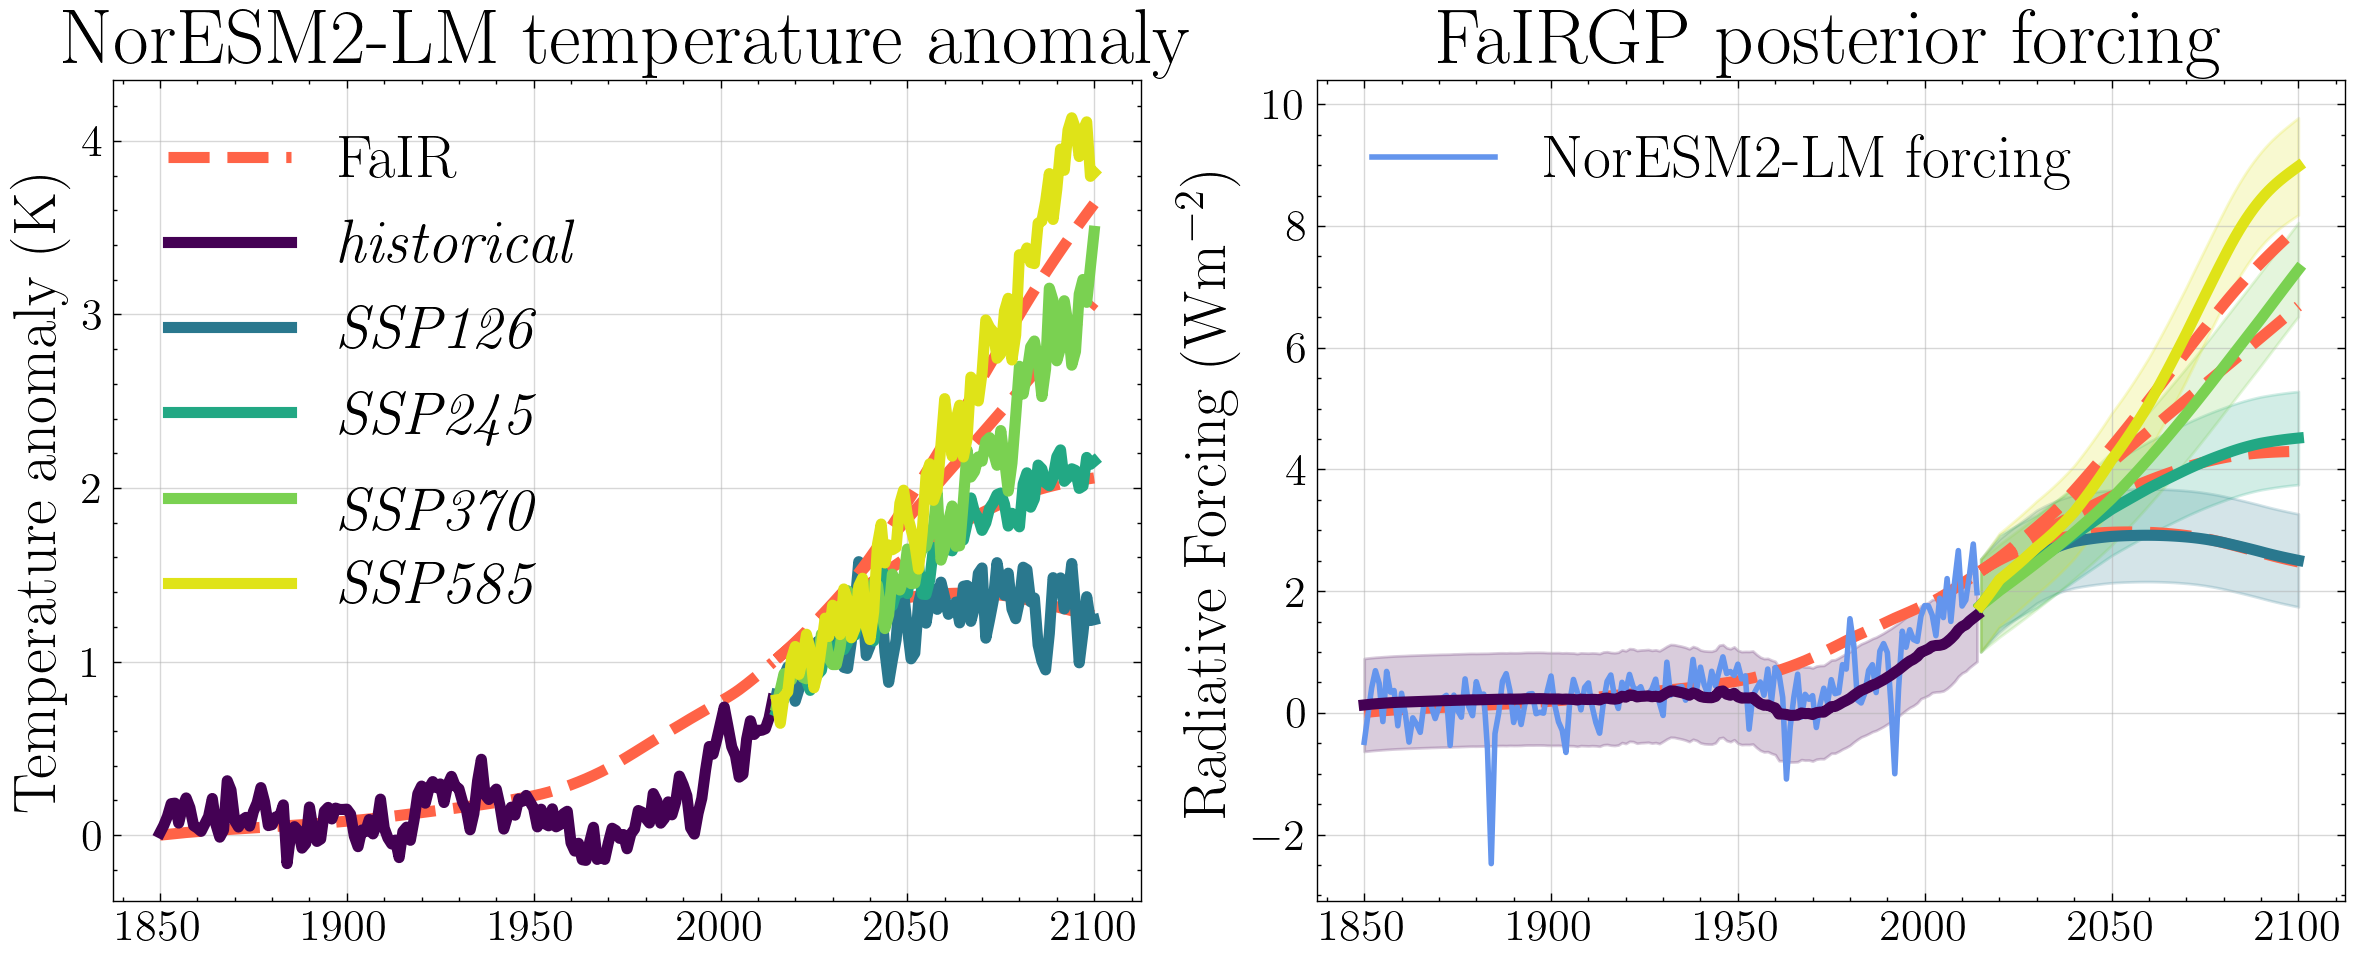 NorESM2-LM temperature anomaly
Temperature anomaly (K)
4
3
2
1
0
FaIR
historical
SSP126
SSP245
SSP370
SSP585
1850 1900 1950 2000 2050 2100
FaIRGP posterior forcing
Radiative Forcing (Wm⁻²)
10
8
6
4
2
0
−2
NorESM2-LM forcing
1850 1900 1950 2000 2050 2100